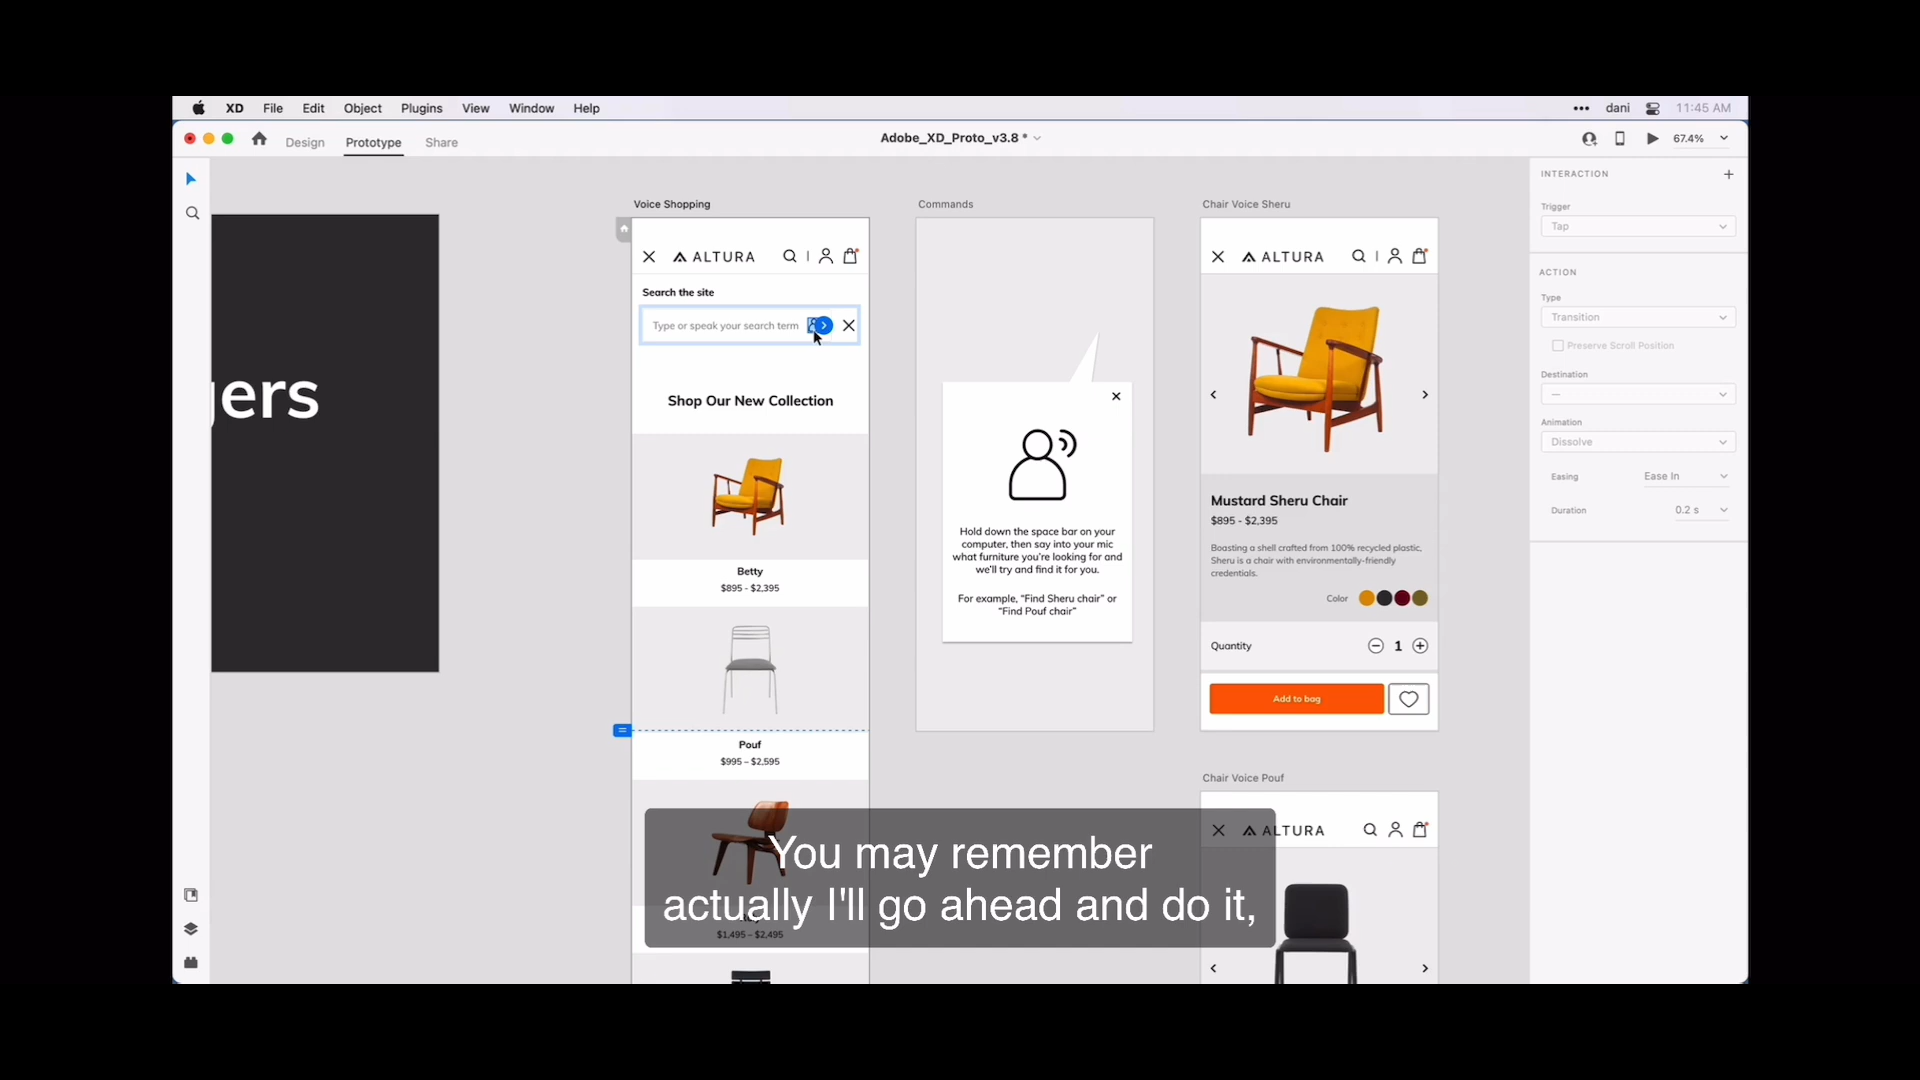 XD File Edit Object Plugins View Window Help
••• dani 11:45 AM
Design Prototype Share
Adobe_XD_Proto_v3.8 *
67.4%
gers
Voice Shopping
ALTURA
Search the site
Type or speak your search term
Shop Our New Collection
Betty
$895 - $2,395
Pouf
$995 – $2,595
$1,495 – $2,495
Commands
Hold down the space bar on your
computer, then say into your mic
what furniture you're looking for and
we'll try and find it for you.
For example, "Find Sheru chair" or
"Find Pouf chair"
Chair Voice Sheru
ALTURA
Mustard Sheru Chair
$895 - $2,395
Boasting a shell crafted from 100% recycled plastic,
Sheru is a chair with environmentally-friendly
credentials.
Color
Quantity
1
Add to bag
Chair Voice Pouf
ALTURA
INTERACTION
Trigger
Tap
ACTION
Type
Transition
Preserve Scroll Position
Destination
—
Animation
Dissolve
Easing Ease In
Duration 0.2 s
You may remember
actually I'll go ahead and do it,